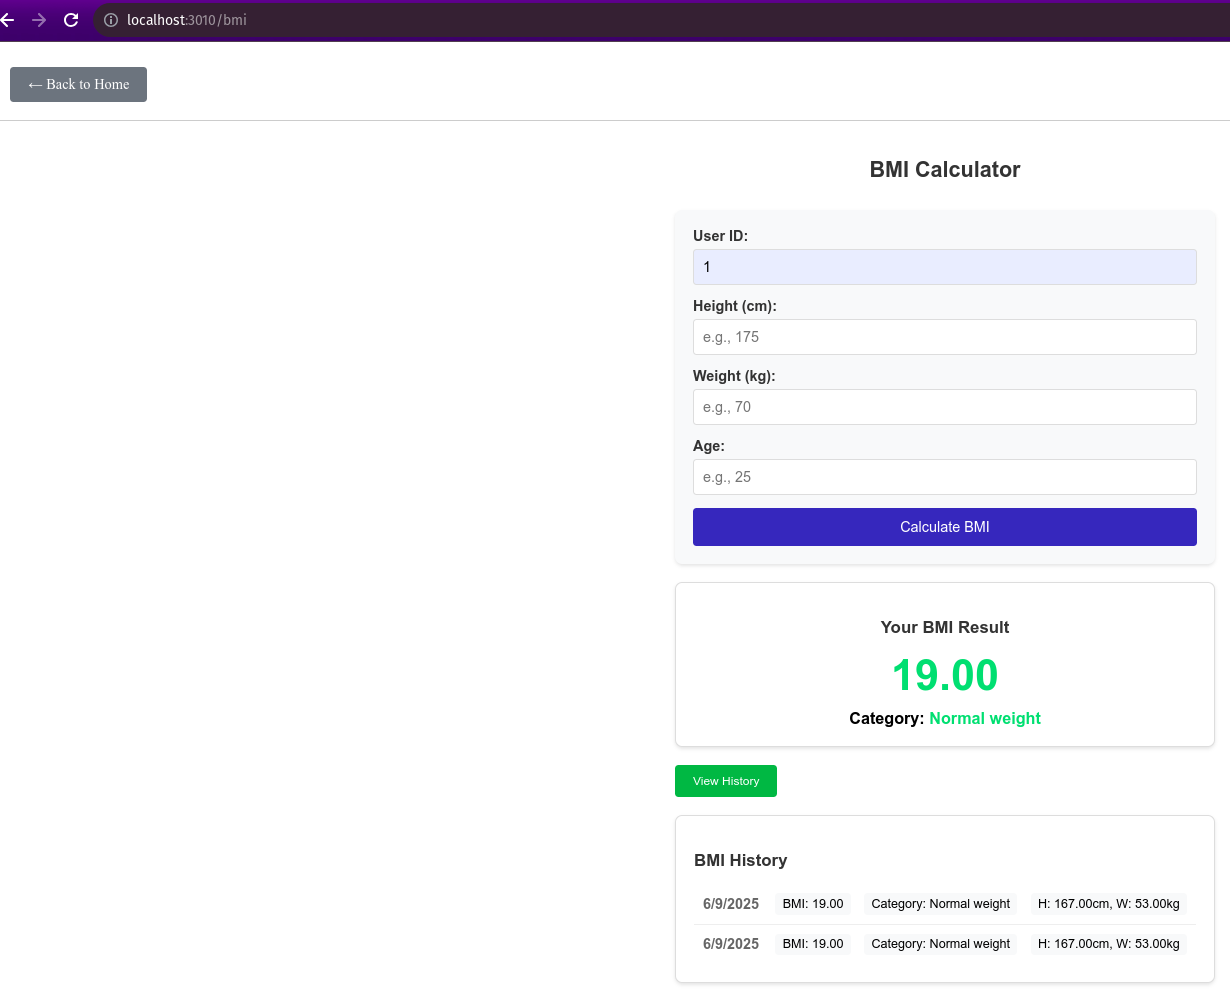 localhost:3010/bmi
← Back to Home
BMI Calculator
User ID:
1
Height (cm):
e.g., 175
Weight (kg):
e.g., 70
Age:
e.g., 25
Calculate BMI
Your BMI Result
19.00
Category: Normal weight
View History
BMI History
6/9/2025 BMI: 19.00 Category: Normal weight H: 167.00cm, W: 53.00kg
6/9/2025 BMI: 19.00 Category: Normal weight H: 167.00cm, W: 53.00kg